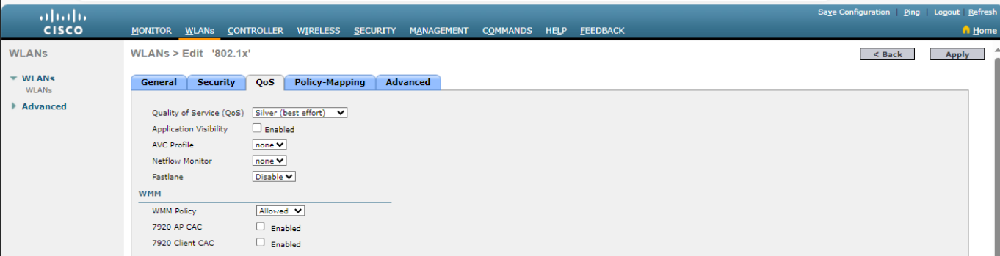 Save Configuration | Ping | Logout | Refresh
CISCO MONITOR WLANs CONTROLLER WIRELESS SECURITY MANAGEMENT COMMANDS HELP FEEDBACK Home
WLANs WLANs > Edit '802.1x' < Back Apply
WLANs
WLANs
Advanced
General Security QoS Policy-Mapping Advanced
Quality of Service (QoS) Silver (best effort)
Application Visibility Enabled
AVC Profile none
Netflow Monitor none
Fastlane Disable
WMM
WMM Policy Allowed
7920 AP CAC Enabled
7920 Client CAC Enabled